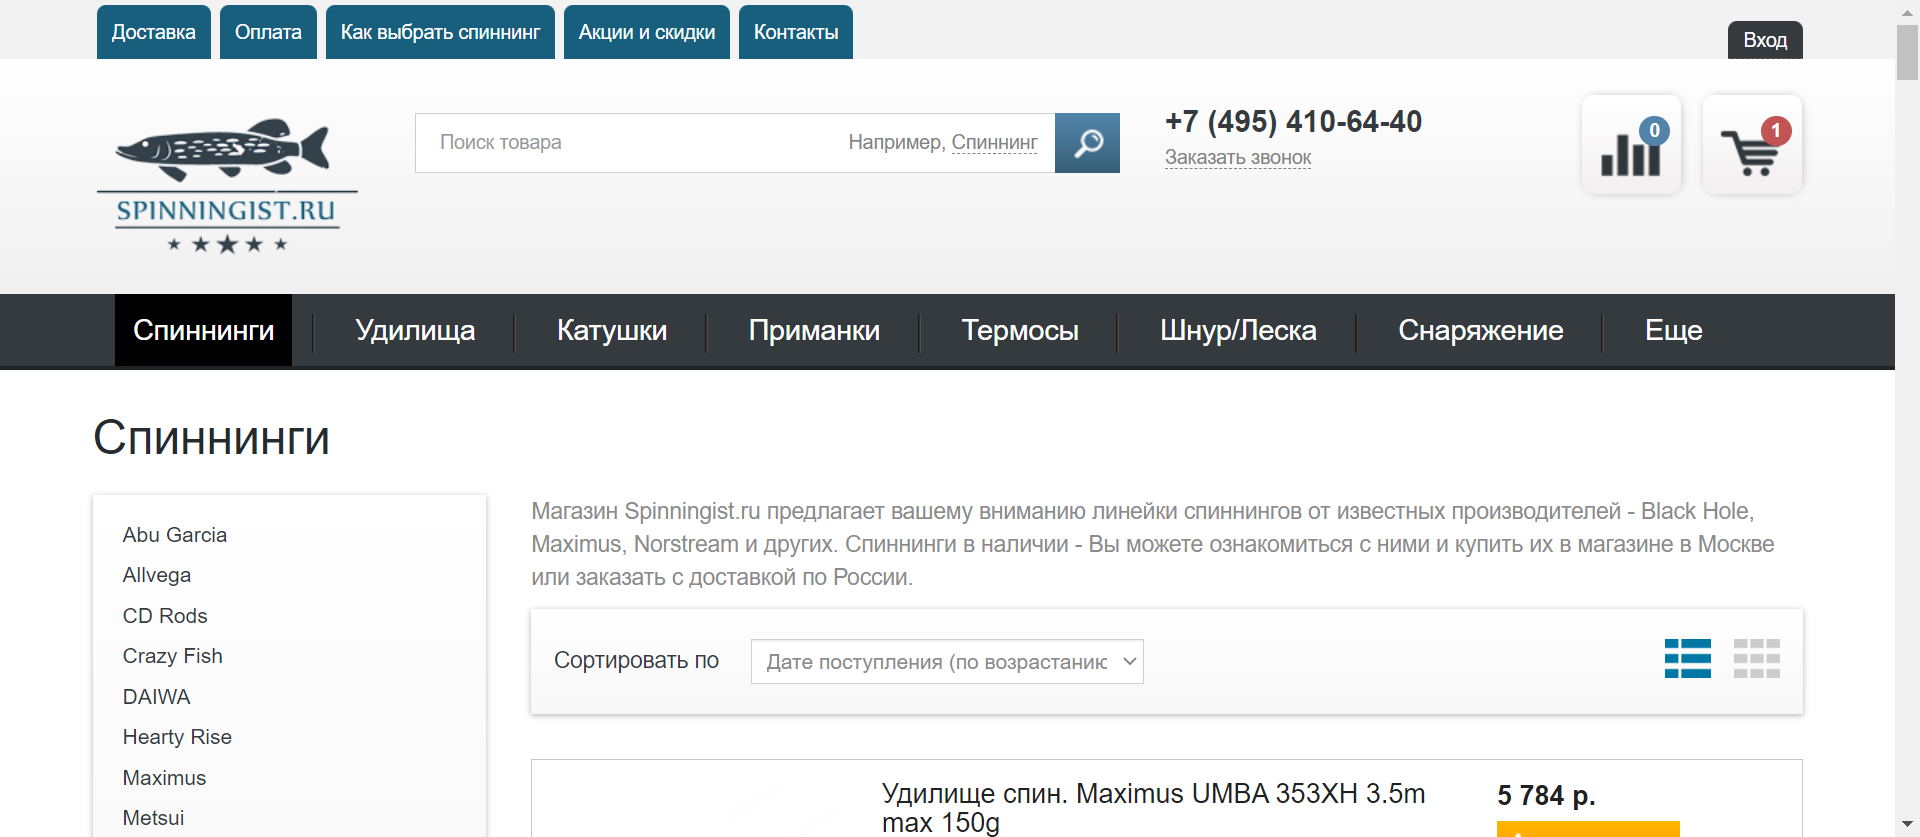 Доставка
Оплата
Как выбрать спиннинг
Акции и скидки
Контакты
Вход
SPINNINGIST.RU
Поиск товара
Например, Спиннинг
+7 (495) 410-64-40
Заказать звонок
0
1
Спиннинги
Удилища
Катушки
Приманки
Термосы
Шнур/Леска
Снаряжение
Еще
Спиннинги
Abu Garcia
Allvega
CD Rods
Crazy Fish
DAIWA
Hearty Rise
Maximus
Metsui
Магазин Spinningist.ru предлагает вашему вниманию линейки спиннингов от известных производителей - Black Hole,
Maximus, Norstream и других. Спиннинги в наличии - Вы можете ознакомиться с ними и купить их в магазине в Москве
или заказать с доставкой по России.
Сортировать по
Дате поступления (по возрастанию
Удилище спин. Maximus UMBA 353XH 3.5m
max 150g
5 784 р.